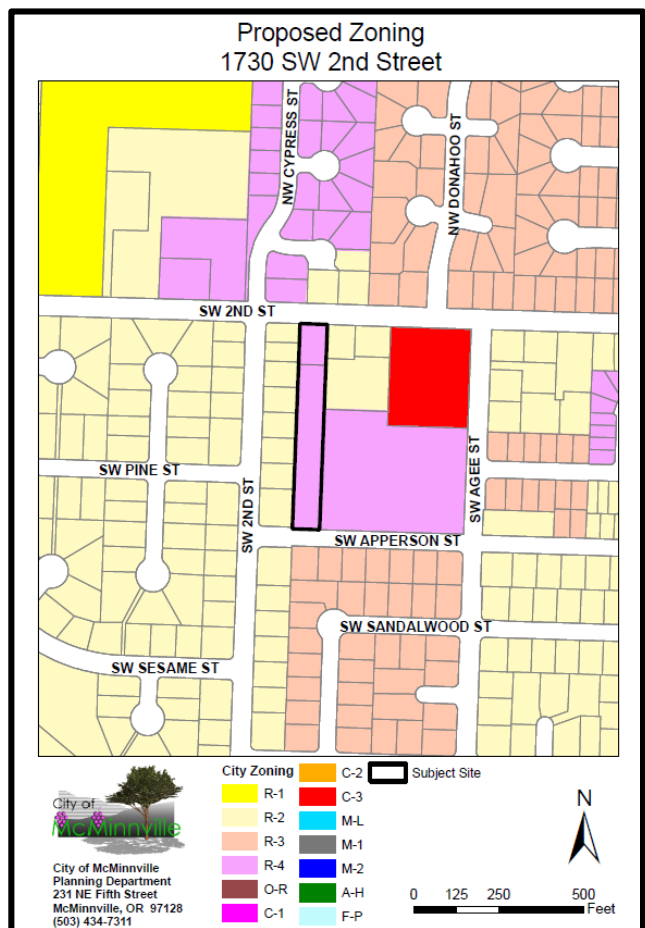 Proposed Zoning
1730 SW 2nd Street
NW CYPRESS ST
NW DONAHOO ST
SW 2ND ST
SW PINE ST
SW 2ND ST
SW AGEE ST
SW APPERSON ST
SW SANDALWOOD ST
SW SESAME ST
City of
McMinnville
City of McMinnville
Planning Department
231 NE Fifth Street
McMinnville, OR 97128
(503) 434-7311
City Zoning
R-1
R-2
R-3
R-4
O-R
C-1
C-2
C-3
M-L
M-1
M-2
A-H
F-P
Subject Site
N
0 125 250 500
Feet